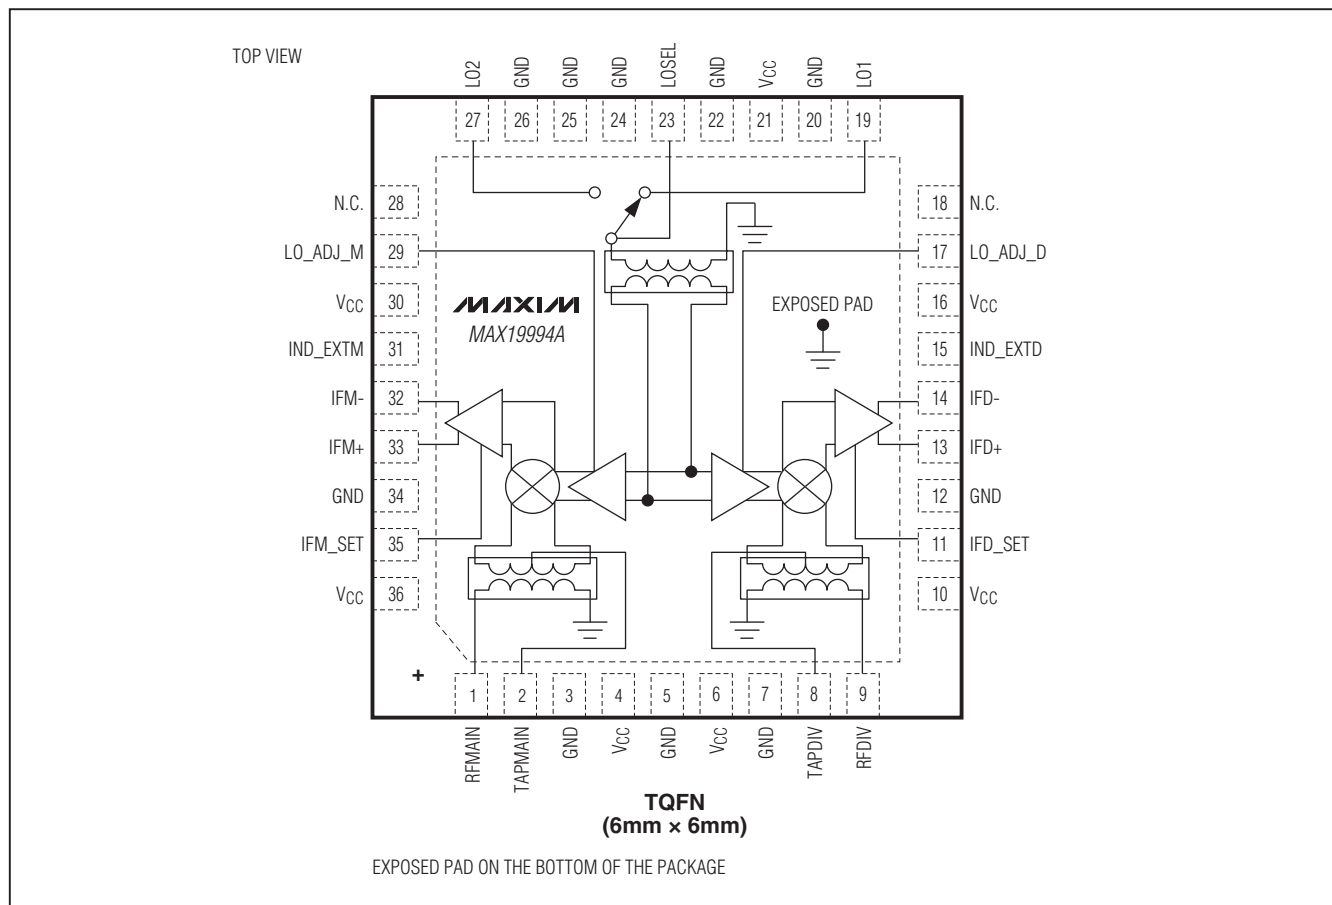 TOP VIEW
LO2 GND GND GND LOSEL GND VCC GND LO1
27 26 25 24 23 22 21 20 19
N.C. 28 18 N.C.
LO_ADJ_M 29 17 LO_ADJ_D
VCC 30 MAXIM EXPOSED PAD 16 VCC
MAX19994A
IND_EXTM 31 15 IND_EXTD
IFM- 32 14 IFD-
IFM+ 33 13 IFD+
GND 34 12 GND
IFM_SET 35 11 IFD_SET
VCC 36 10 VCC
+
1 2 3 4 5 6 7 8 9
RFMAIN TAPMAIN GND VCC GND VCC GND TAPDIV RFDIV
TQFN
(6mm × 6mm)
EXPOSED PAD ON THE BOTTOM OF THE PACKAGE